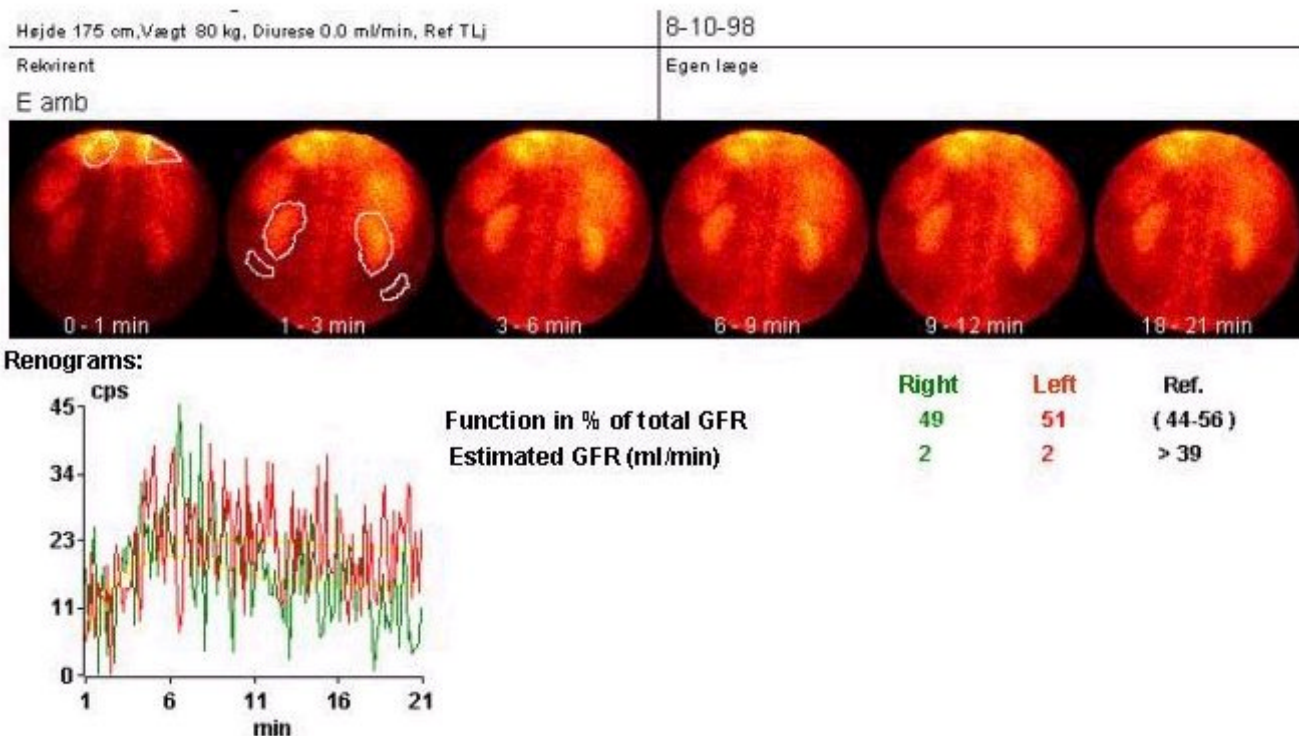 Højde 175 cm, Vægt 80 kg, Diurese 0.0 ml/min, Ref TLj
8-10-98
Rekvirent
Egen læge
E amb
0 - 1 min
1 - 3 min
3 - 6 min
6 - 9 min
9 - 12 min
18 - 21 min
Renograms:
cps
45
34
23
11
0
1
6
11
16
21
min
Right Left Ref.
Function in % of total GFR 49 51 ( 44-56 )
Estimated GFR (ml/min) 2 2 > 39